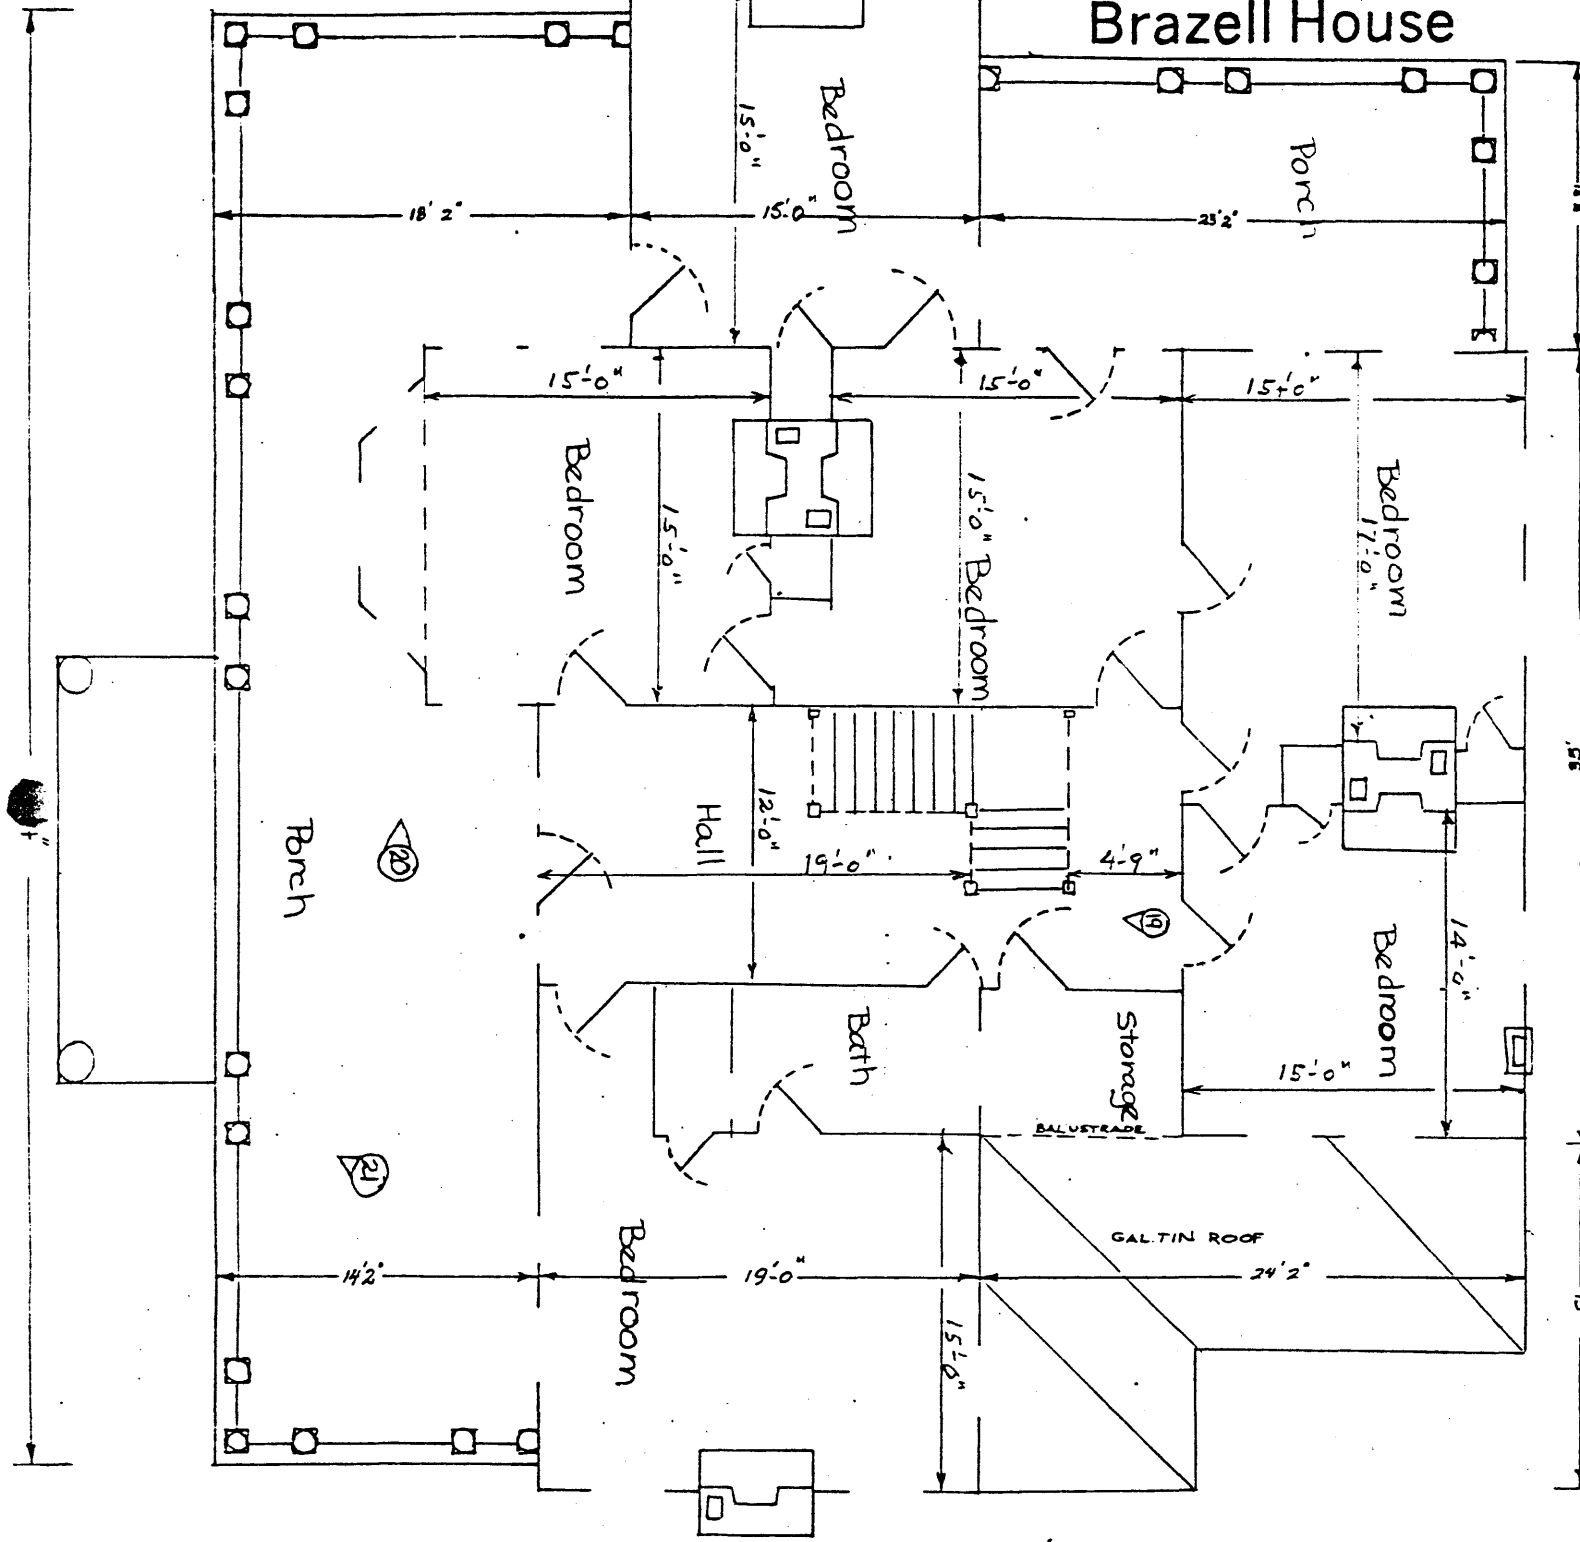 Brazell House
Bedroom
15'-0"
Porch
18' 2"
15'0"
23'2"
15'-0"
15'-0"
15'-0"
Bedroom
15'-0"
15'-0"
Bedroom
Bedroom
17'-0"
Hall
12'-0"
19'-0"
4'-9"
Porch
20
19
14'-0"
Bedroom
Bath
Storage
15'-0"
BALUSTRADE
21
GAL. TIN ROOF
Bedroom
14'2"
19'0"
24'2"
15'-0"